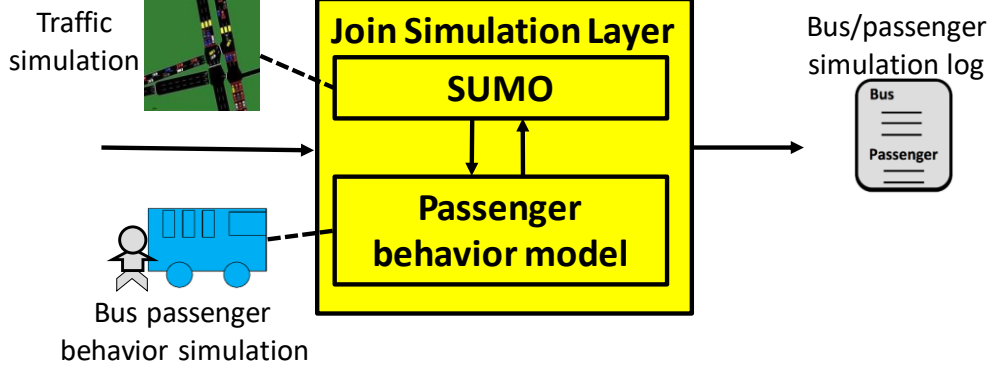 Traffic
simulation
Join Simulation Layer
SUMO
Passenger
behavior model
Bus passenger
behavior simulation
Bus/passenger
simulation log
Bus
Passenger